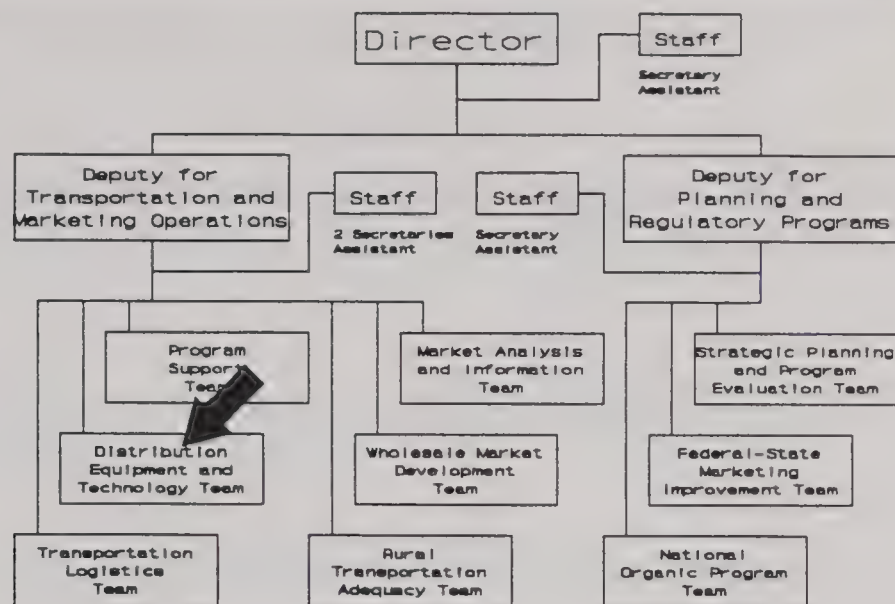 Director
Staff
Secretary
Assistant
Deputy for
Transportation and
Marketing Operations
Staff
2 Secretaries
Assistant
Staff
Secretary
Assistant
Deputy for
Planning and
Regulatory Programs
Program
Support
Team
Market Analysis
and Information
Team
Strategic Planning
and Program
Evaluation Team
Distribution
Equipment and
Technology Team
Wholesale Market
Development
Team
Federal-State
Marketing
Improvement Team
Transportation
Logistics
Team
Rural
Transportation
Adequacy Team
National
Organic Program
Team